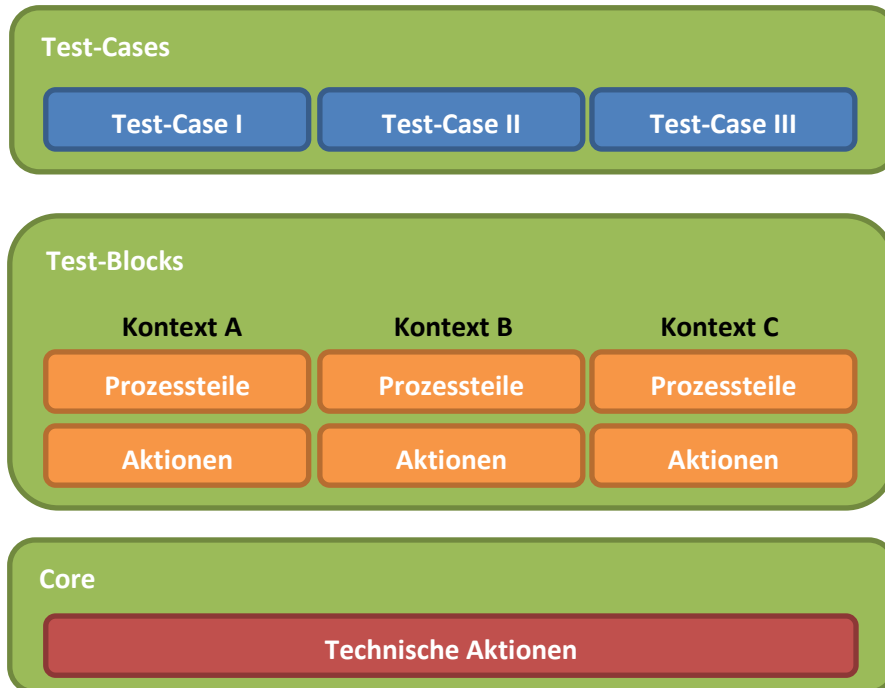 Test-Cases
Test-Case I Test-Case II Test-Case III
Test-Blocks
Kontext A Kontext B Kontext C
Prozessteile Prozessteile Prozessteile
Aktionen Aktionen Aktionen
Core
Technische Aktionen